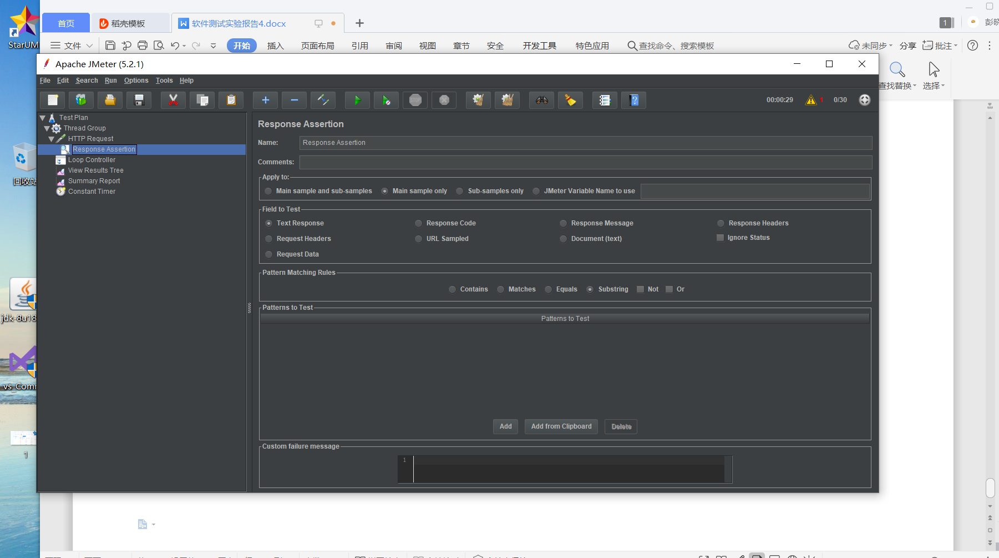 StarUM
首页
稻壳模板
软件测试实验报告4.docx
1
文件
开始
插入
页面布局
引用
审阅
视图
章节
安全
开发工具
特色应用
查找命令、搜索模板
未同步
分享
批注
查找替换
选择
Apache JMeter (5.2.1)
File Edit Search Run Options Tools Help
STOP
00:00:29
1
0/30
Test Plan
Thread Group
HTTP Request
Response Assertion
Loop Controller
View Results Tree
Summary Report
Constant Timer
Response Assertion
Name: Response Assertion
Comments:
Apply to:
Main sample and sub-samples Main sample only Sub-samples only JMeter Variable Name to use
Field to Test
Text Response Response Code Response Message Response Headers
Request Headers URL Sampled Document (text) Ignore Status
Request Data
Pattern Matching Rules
Contains Matches Equals Substring Not Or
Patterns to Test
Patterns to Test
Add Add from Clipboard Delete
Custom failure message
1
回收站
jdk-8u18
vs_Com
1